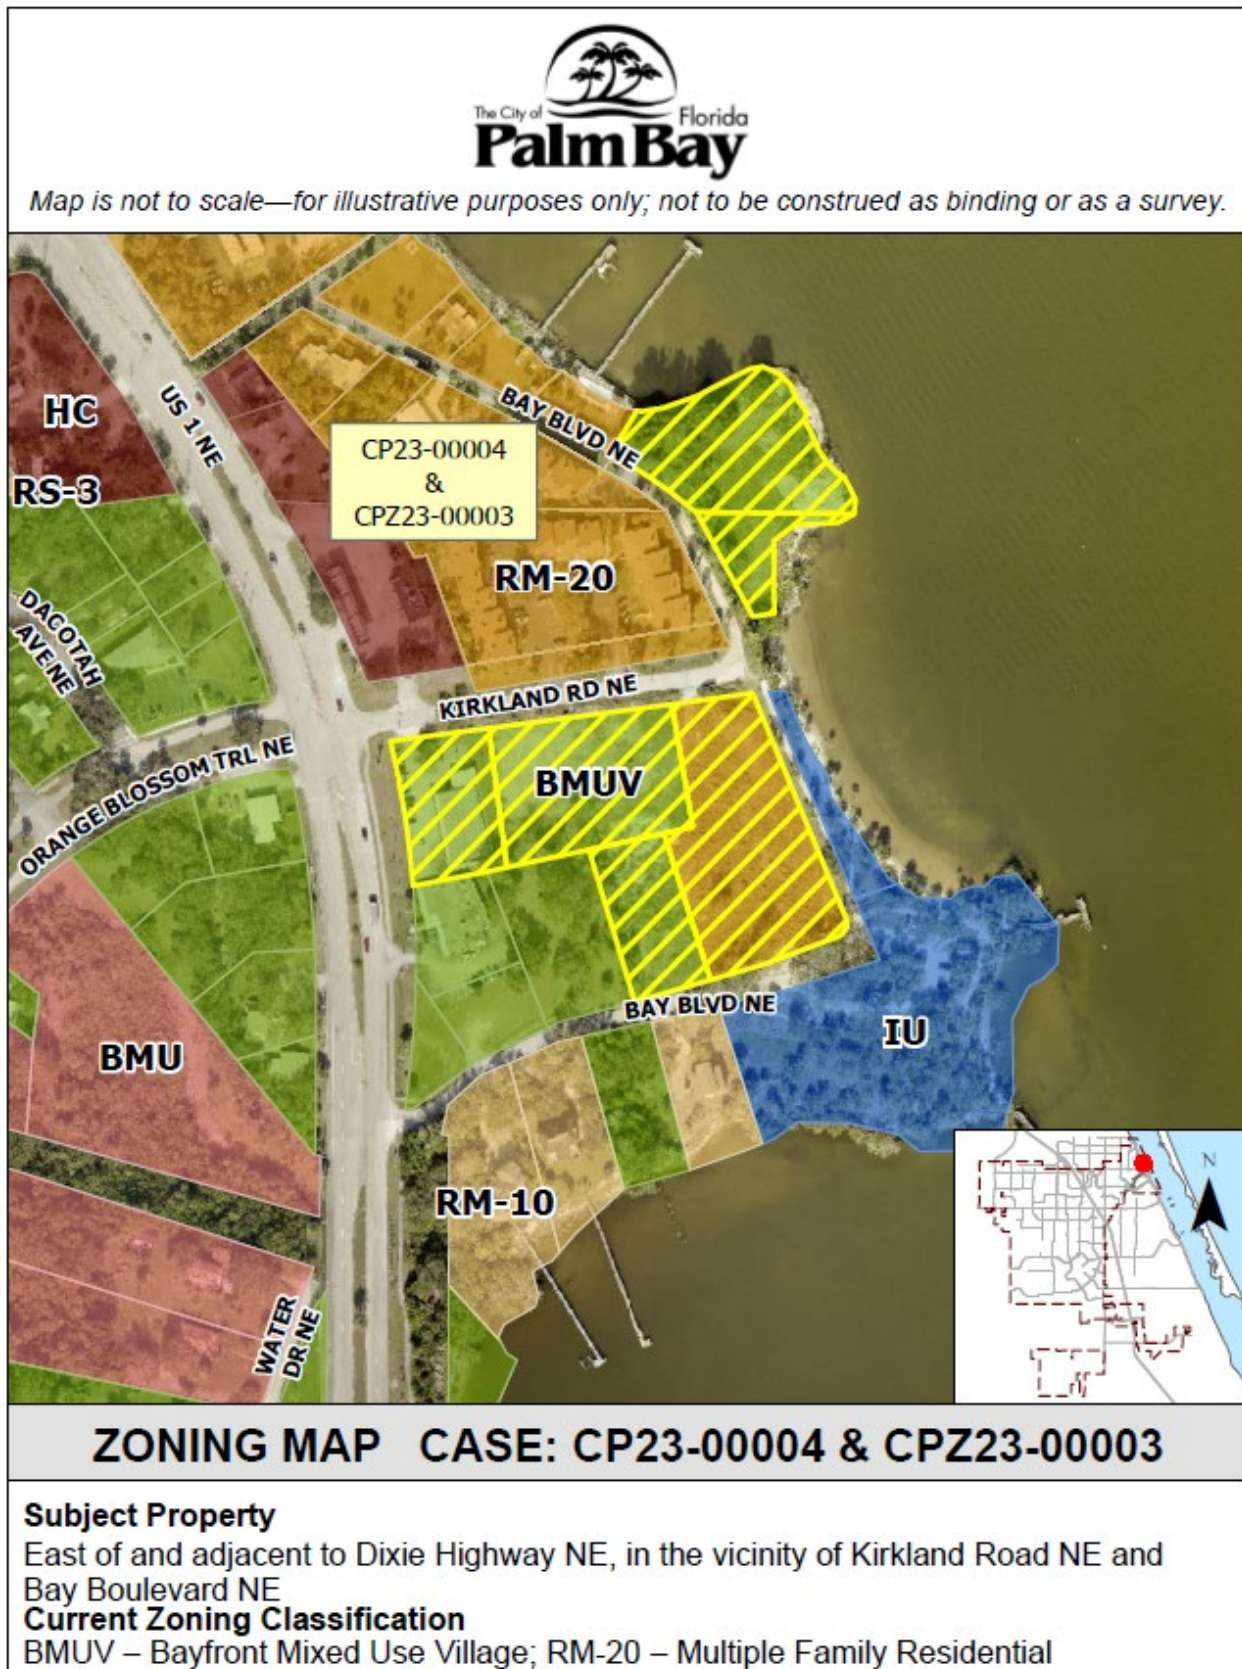 The City of Florida
Palm Bay
Map is not to scale—for illustrative purposes only; not to be construed as binding or as a survey.
HC
US 1 NE
BAY BLVD NE
CP23-00004
&
CPZ23-00003
RS-3
RM-20
DACOTAH
AVE NE
KIRKLAND RD NE
ORANGE BLOSSOM TRL NE
BMUV
BAY BLVD NE
IU
BMU
RM-10
N
WATER
DR NE
ZONING MAP CASE: CP23-00004 & CPZ23-00003
Subject Property
East of and adjacent to Dixie Highway NE, in the vicinity of Kirkland Road NE and
Bay Boulevard NE
Current Zoning Classification
BMUV – Bayfront Mixed Use Village; RM-20 – Multiple Family Residential